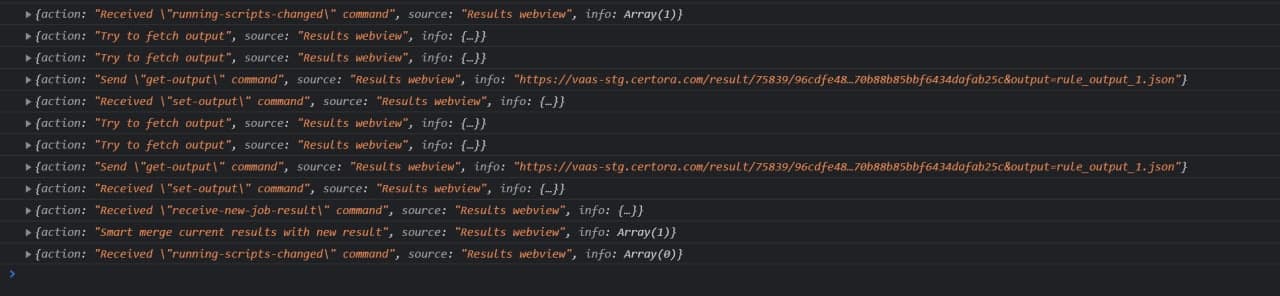 ▶{action: "Received \"running-scripts-changed\" command", source: "Results webview", info: Array(1)}
▶{action: "Try to fetch output", source: "Results webview", info: {…}}
▶{action: "Try to fetch output", source: "Results webview", info: {…}}
▶{action: "Send \"get-output\" command", source: "Results webview", info: "https://vaas-stg.certora.com/result/75839/96cdfe48…70b88b85bbf6434dafab25c&output=rule_output_1.json"}
▶{action: "Received \"set-output\" command", source: "Results webview", info: {…}}
▶{action: "Try to fetch output", source: "Results webview", info: {…}}
▶{action: "Try to fetch output", source: "Results webview", info: {…}}
▶{action: "Send \"get-output\" command", source: "Results webview", info: "https://vaas-stg.certora.com/result/75839/96cdfe48…70b88b85bbf6434dafab25c&output=rule_output_1.json"}
▶{action: "Received \"set-output\" command", source: "Results webview", info: {…}}
▶{action: "Received \"receive-new-job-result\" command", source: "Results webview", info: {…}}
▶{action: "Smart merge current results with new result", source: "Results webview", info: Array(1)}
▶{action: "Received \"running-scripts-changed\" command", source: "Results webview", info: Array(0)}
>